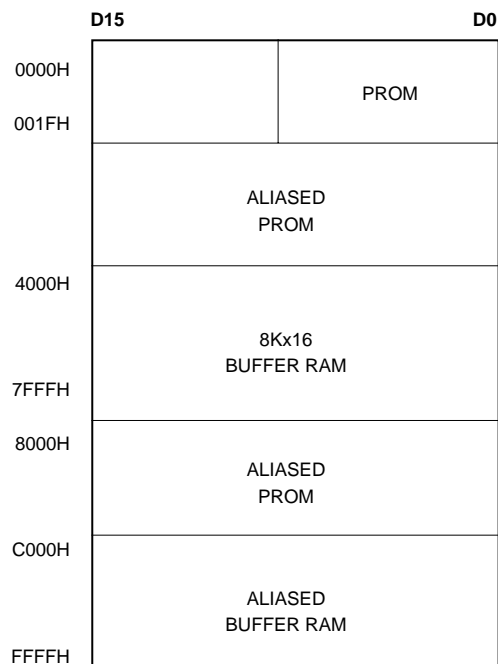 D15 D0
0000H
PROM
001FH
ALIASED
PROM
4000H
8Kx16
BUFFER RAM
7FFFH
8000H
ALIASED
PROM
C000H
ALIASED
BUFFER RAM
FFFFH